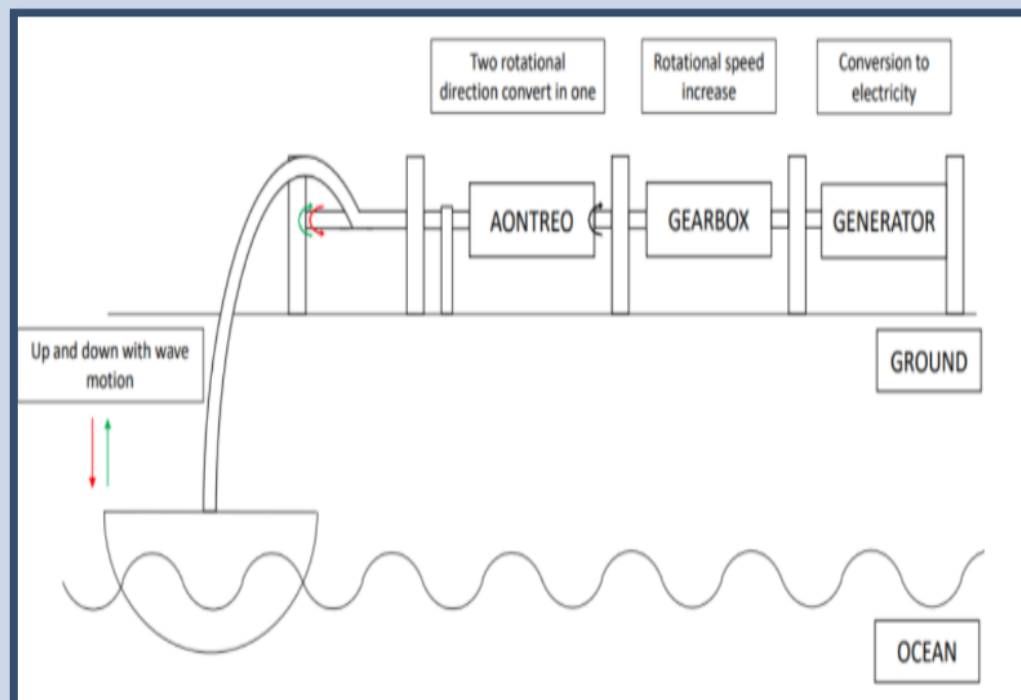 Two rotational
direction convert in one
Rotational speed
increase
Conversion to
electricity
AONTREO
GEARBOX
GENERATOR
Up and down with wave
motion
GROUND
OCEAN